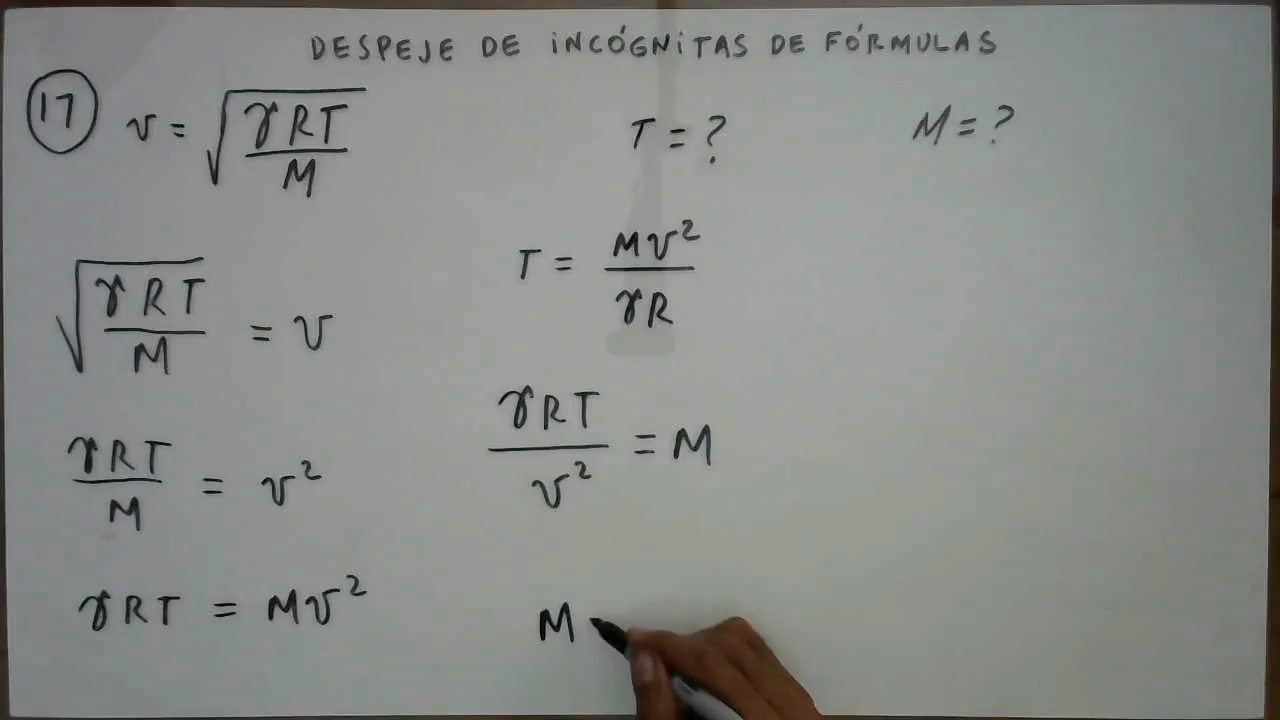 DESPEJE DE INCÓGNITAS DE FÓRMULAS
17 v = √(γRT/M) T = ? M = ?
√(γRT/M) = v T = Mv²/γR
γRT/M = v² γRT/v² = M
γRT = Mv² M